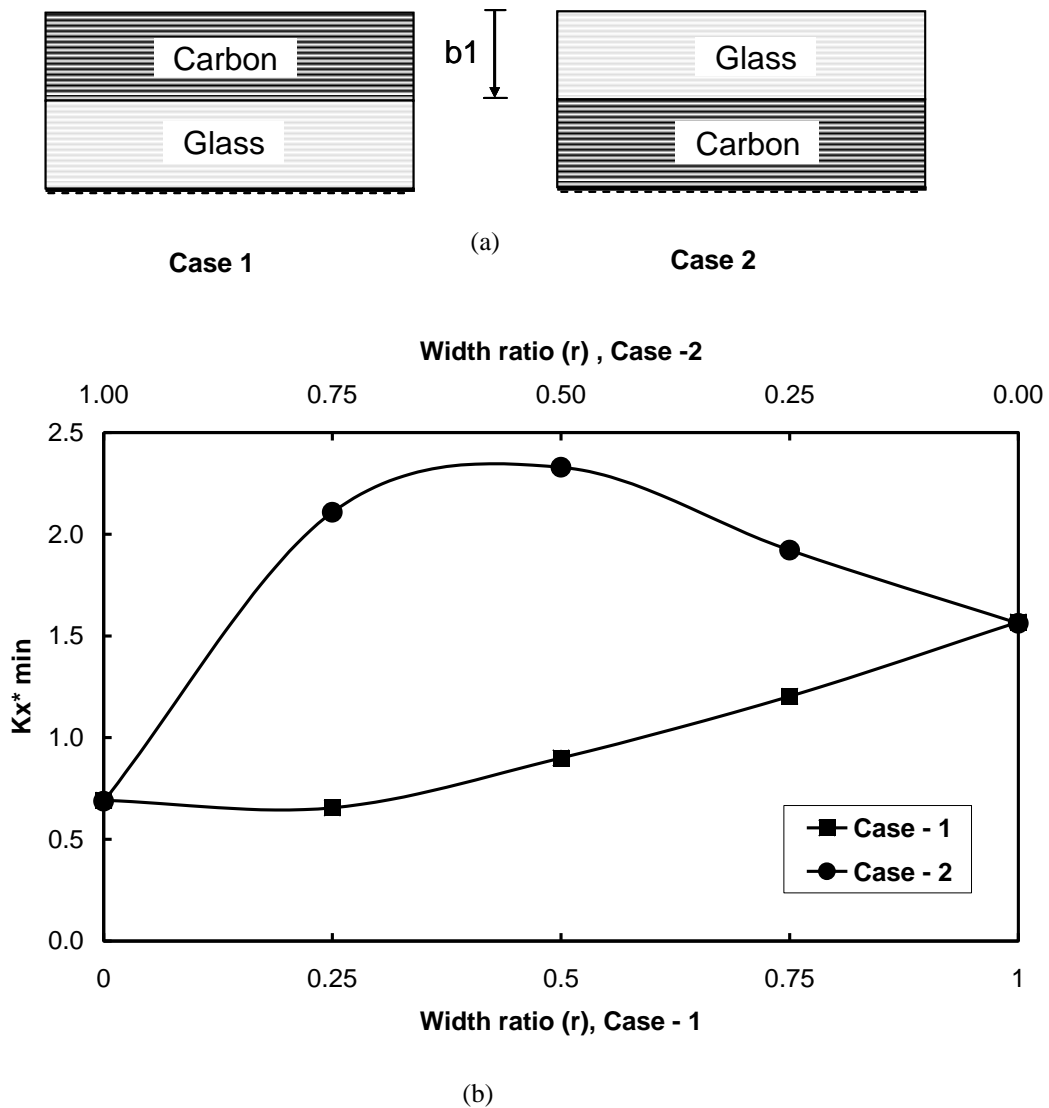 Carbon
Glass
b1
Glass
Carbon
(a)
Case 1
Case 2
Width ratio (r) , Case -2
1.00 0.75 0.50 0.25 0.00
2.5
2.0
1.5
1.0
0.5
0.0
Kx* min
Case - 1
Case - 2
0 0.25 0.5 0.75 1
Width ratio (r), Case - 1
(b)